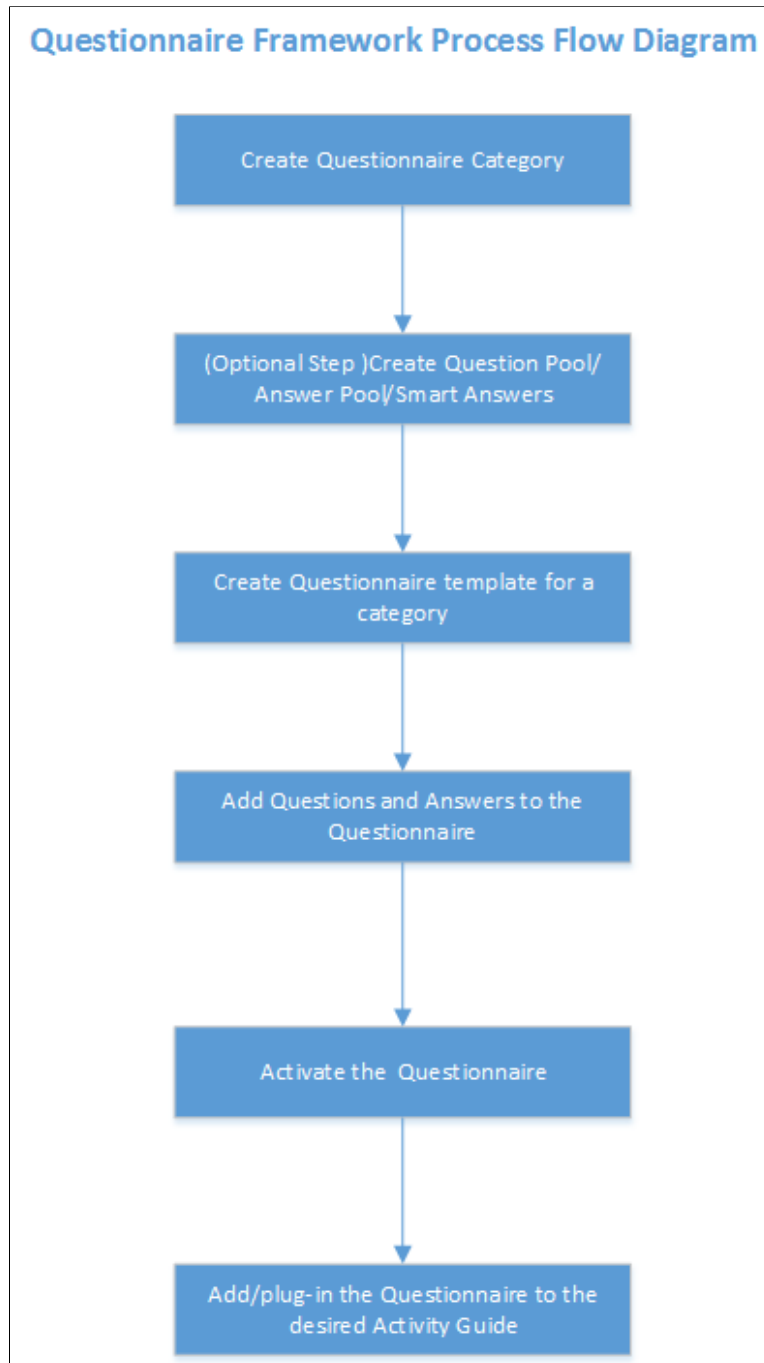 Questionnaire Framework Process Flow Diagram
Create Questionnaire Category
(Optional Step )Create Question Pool/
Answer Pool/Smart Answers
Create Questionnaire template for a
category
Add Questions and Answers to the
Questionnaire
Activate the  Questionnaire
Add/plug-in the Questionnaire to the
desired Activity Guide